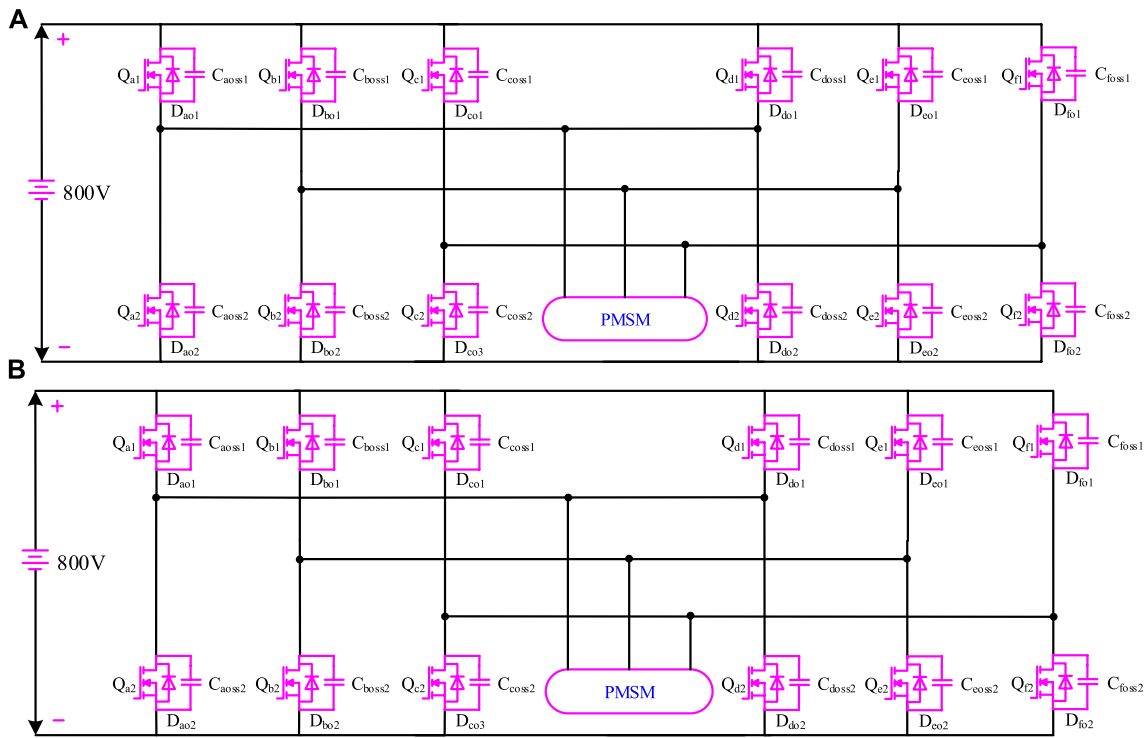 A
+
Qa1 Caoss1 Qb1 Cboss1 Qc1 Ccoss1 Qd1 Cdoss1 Qe1 Ceoss1 Qf1 Cfoss1
Dao1 Dbo1 Dco1 Ddo1 Deo1 Dfo1
800V
Qa2 Caoss2 Qb2 Cboss2 Qc2 Ccoss2 PMSM Qd2 Cdoss2 Qe2 Ceoss2 Qf2 Cfoss2
−
Dao2 Dbo2 Dco3 Ddo2 Deo2 Dfo2
B
+
Qa1 Caoss1 Qb1 Cboss1 Qc1 Ccoss1 Qd1 Cdoss1 Qe1 Ceoss1 Qf1 Cfoss1
Dao1 Dbo1 Dco1 Ddo1 Deo1 Dfo1
800V
Qa2 Caoss2 Qb2 Cboss2 Qc2 Ccoss2 PMSM Qd2 Cdoss2 Qe2 Ceoss2 Qf2 Cfoss2
−
Dao2 Dbo2 Dco3 Ddo2 Deo2 Dfo2